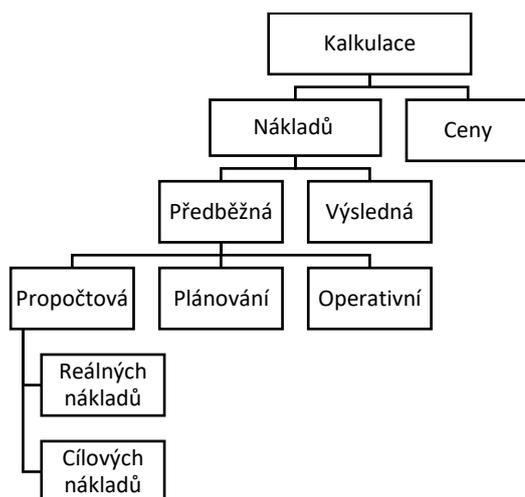 Kalkulace
Nákladů
Ceny
Předběžná
Výsledná
Propočtová
Plánování
Operativní
Reálných
nákladů
Cílových
nákladů